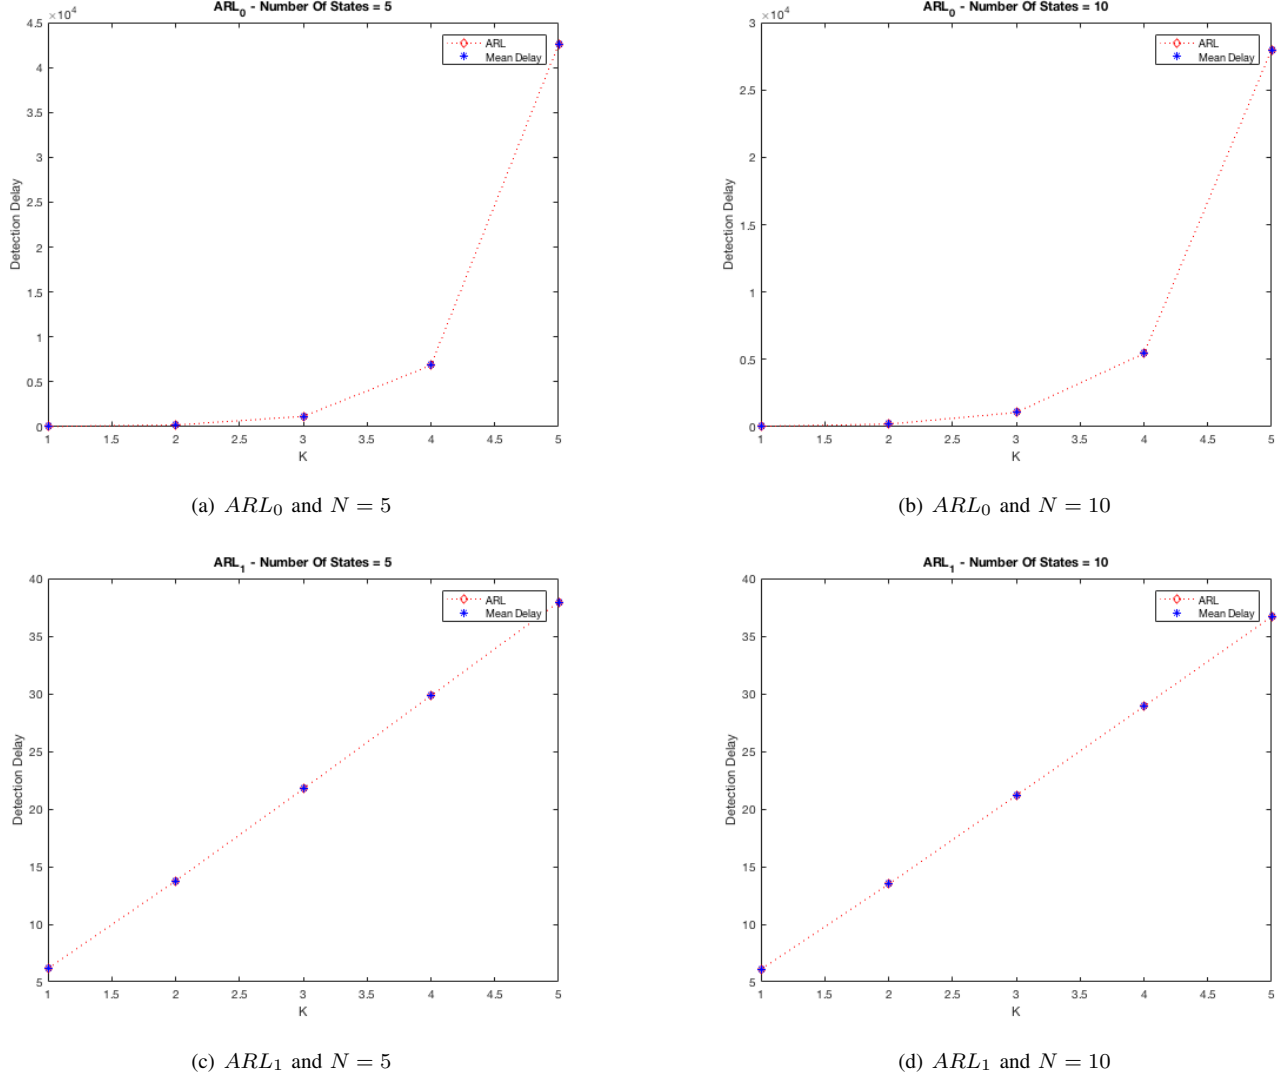 ARL0 - Number Of States = 5
×10^4
4.5
4
3.5
3
2.5
2
1.5
1
0.5
0
Detection Delay
ARL
Mean Delay
1 1.5 2 2.5 3 3.5 4 4.5 5
K
(a) ARL0 and N = 5
ARL0 - Number Of States = 10
×10^4
3
2.5
2
1.5
1
0.5
0
Detection Delay
ARL
Mean Delay
1 1.5 2 2.5 3 3.5 4 4.5 5
K
(b) ARL0 and N = 10
ARL1 - Number Of States = 5
40
35
30
25
20
15
10
5
Detection Delay
ARL
Mean Delay
1 1.5 2 2.5 3 3.5 4 4.5 5
K
(c) ARL1 and N = 5
ARL1 - Number Of States = 10
40
35
30
25
20
15
10
5
Detection Delay
ARL
Mean Delay
1 1.5 2 2.5 3 3.5 4 4.5 5
K
(d) ARL1 and N = 10